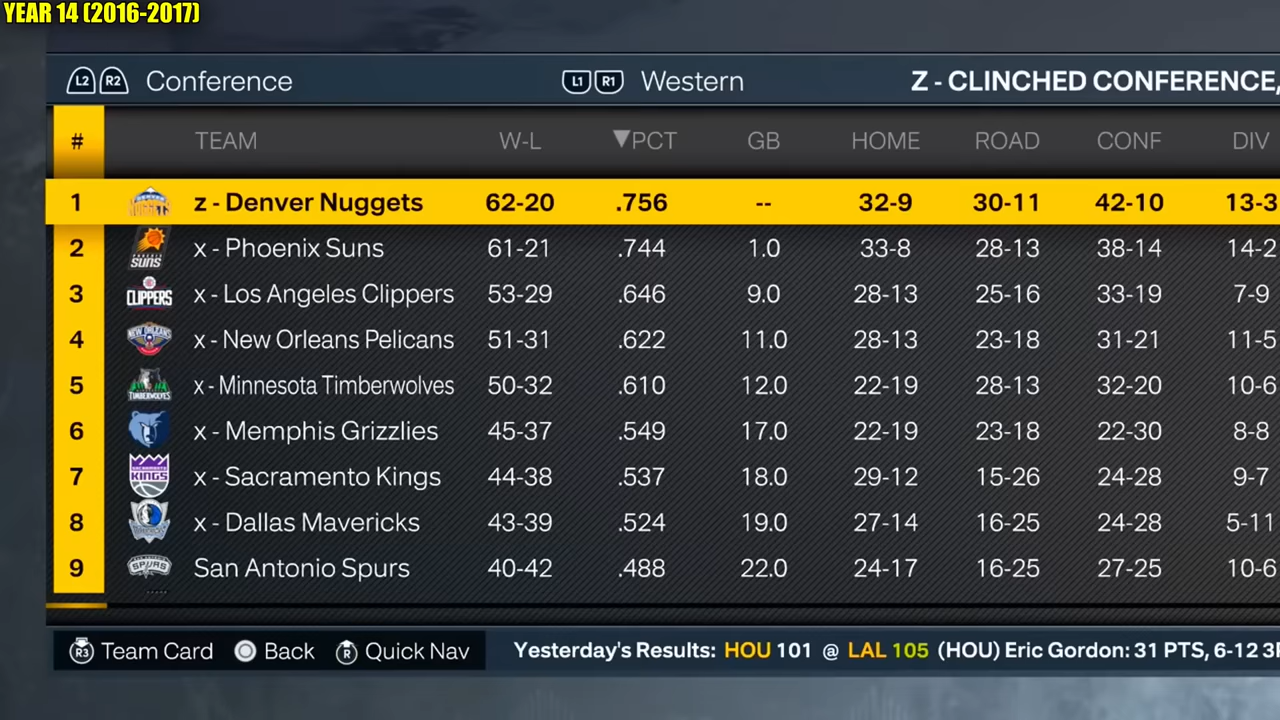 YEAR 14 (2016-2017)
L2 R2 Conference L1 R1 Western Z - CLINCHED CONFERENCE,
# TEAM W-L ▼PCT GB HOME ROAD CONF DIV
1 z - Denver Nuggets 62-20 .756 -- 32-9 30-11 42-10 13-3
2 x - Phoenix Suns 61-21 .744 1.0 33-8 28-13 38-14 14-2
3 x - Los Angeles Clippers 53-29 .646 9.0 28-13 25-16 33-19 7-9
4 x - New Orleans Pelicans 51-31 .622 11.0 28-13 23-18 31-21 11-5
5 x - Minnesota Timberwolves 50-32 .610 12.0 22-19 28-13 32-20 10-6
6 x - Memphis Grizzlies 45-37 .549 17.0 22-19 23-18 22-30 8-8
7 x - Sacramento Kings 44-38 .537 18.0 29-12 15-26 24-28 9-7
8 x - Dallas Mavericks 43-39 .524 19.0 27-14 16-25 24-28 5-11
9 San Antonio Spurs 40-42 .488 22.0 24-17 16-25 27-25 10-6
R3 Team Card Back R Quick Nav Yesterday's Results: HOU 101 @ LAL 105 (HOU) Eric Gordon: 31 PTS, 6-12 3P